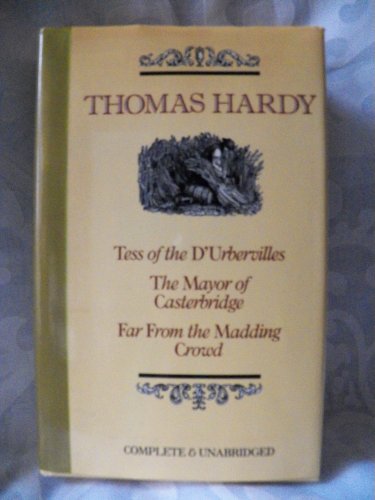 THOMAS HARDY
Tess of the D'Urbervilles
The Mayor of
Casterbridge
Far From the Madding
Crowd
COMPLETE & UNABRIDGED